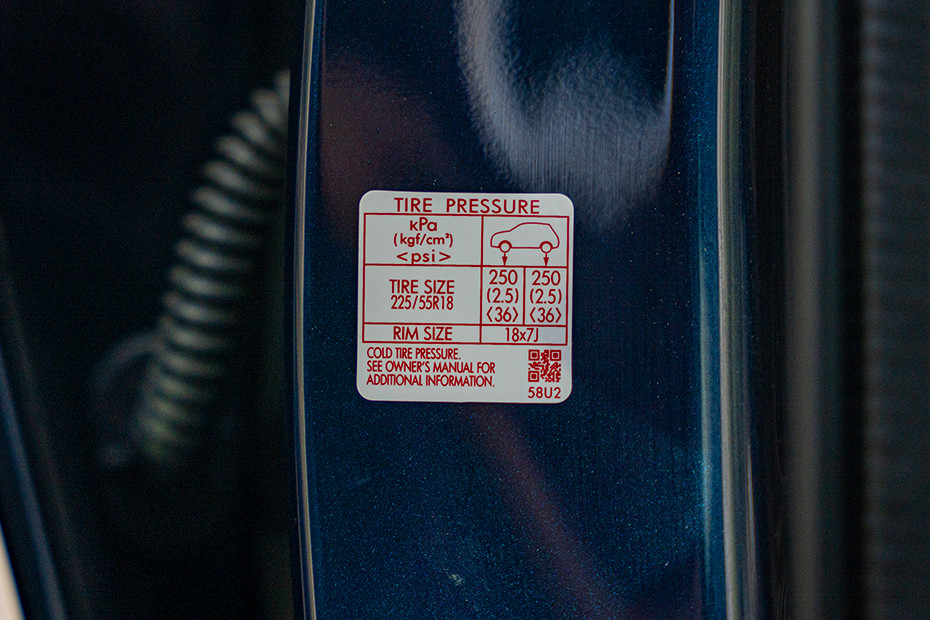 TIRE PRESSURE
kPa
(kgf/cm²)
<psi>
TIRE SIZE
225/55R18
250 250
(2.5) (2.5)
〈36〉 〈36〉
RIM SIZE 18x7J
COLD TIRE PRESSURE.
SEE OWNER'S MANUAL FOR
ADDITIONAL INFORMATION.
58U2